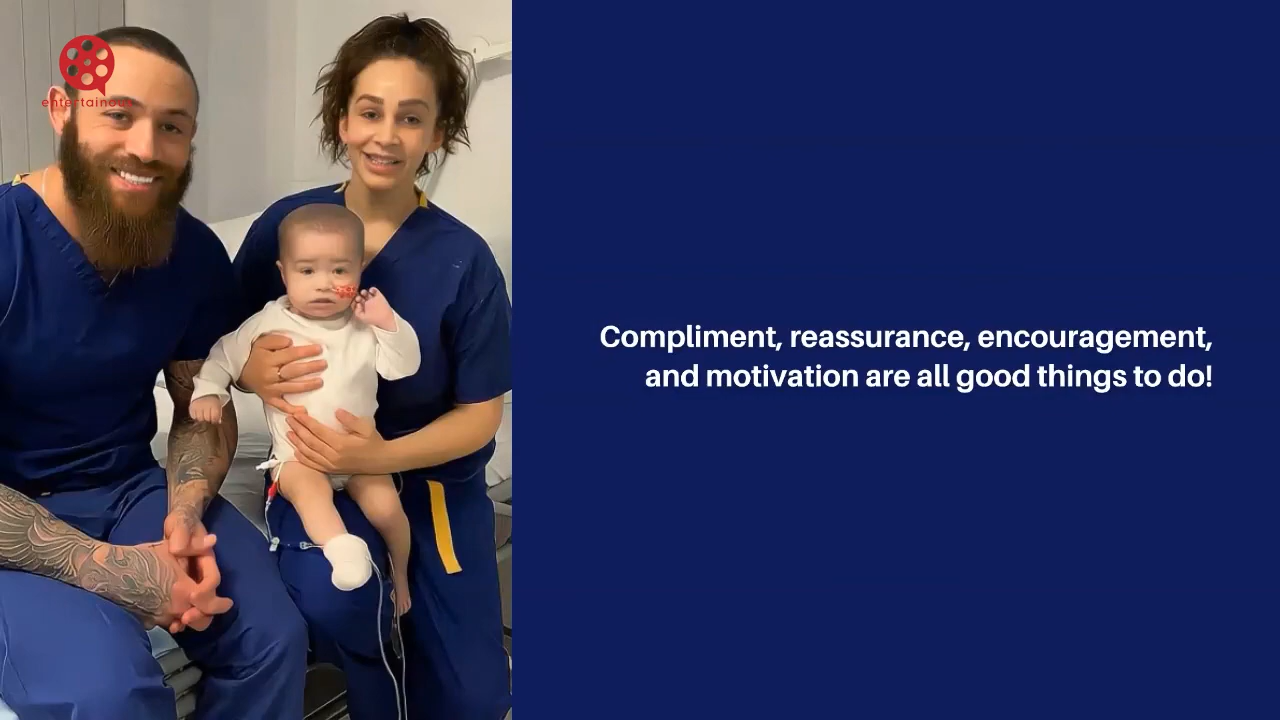 entertainous
Compliment, reassurance, encouragement,
and motivation are all good things to do!